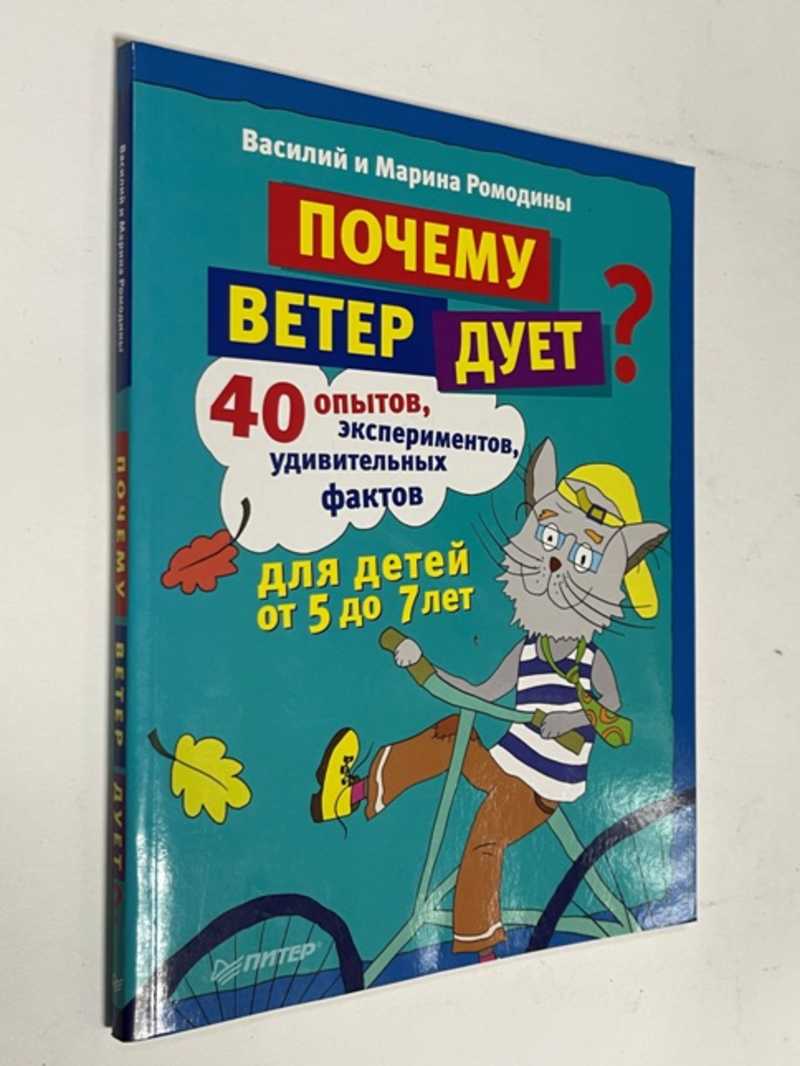 Василий и Марина Ромодины
ПОЧЕМУ
ВЕТЕР ДУЕТ?
40 опытов,
экспериментов,
удивительных
фактов
для детей
от 5 до 7 лет
ПИТЕР®
Василий и Марина Ромодины ПОЧЕМУ ВЕТЕР ДУЕТ?